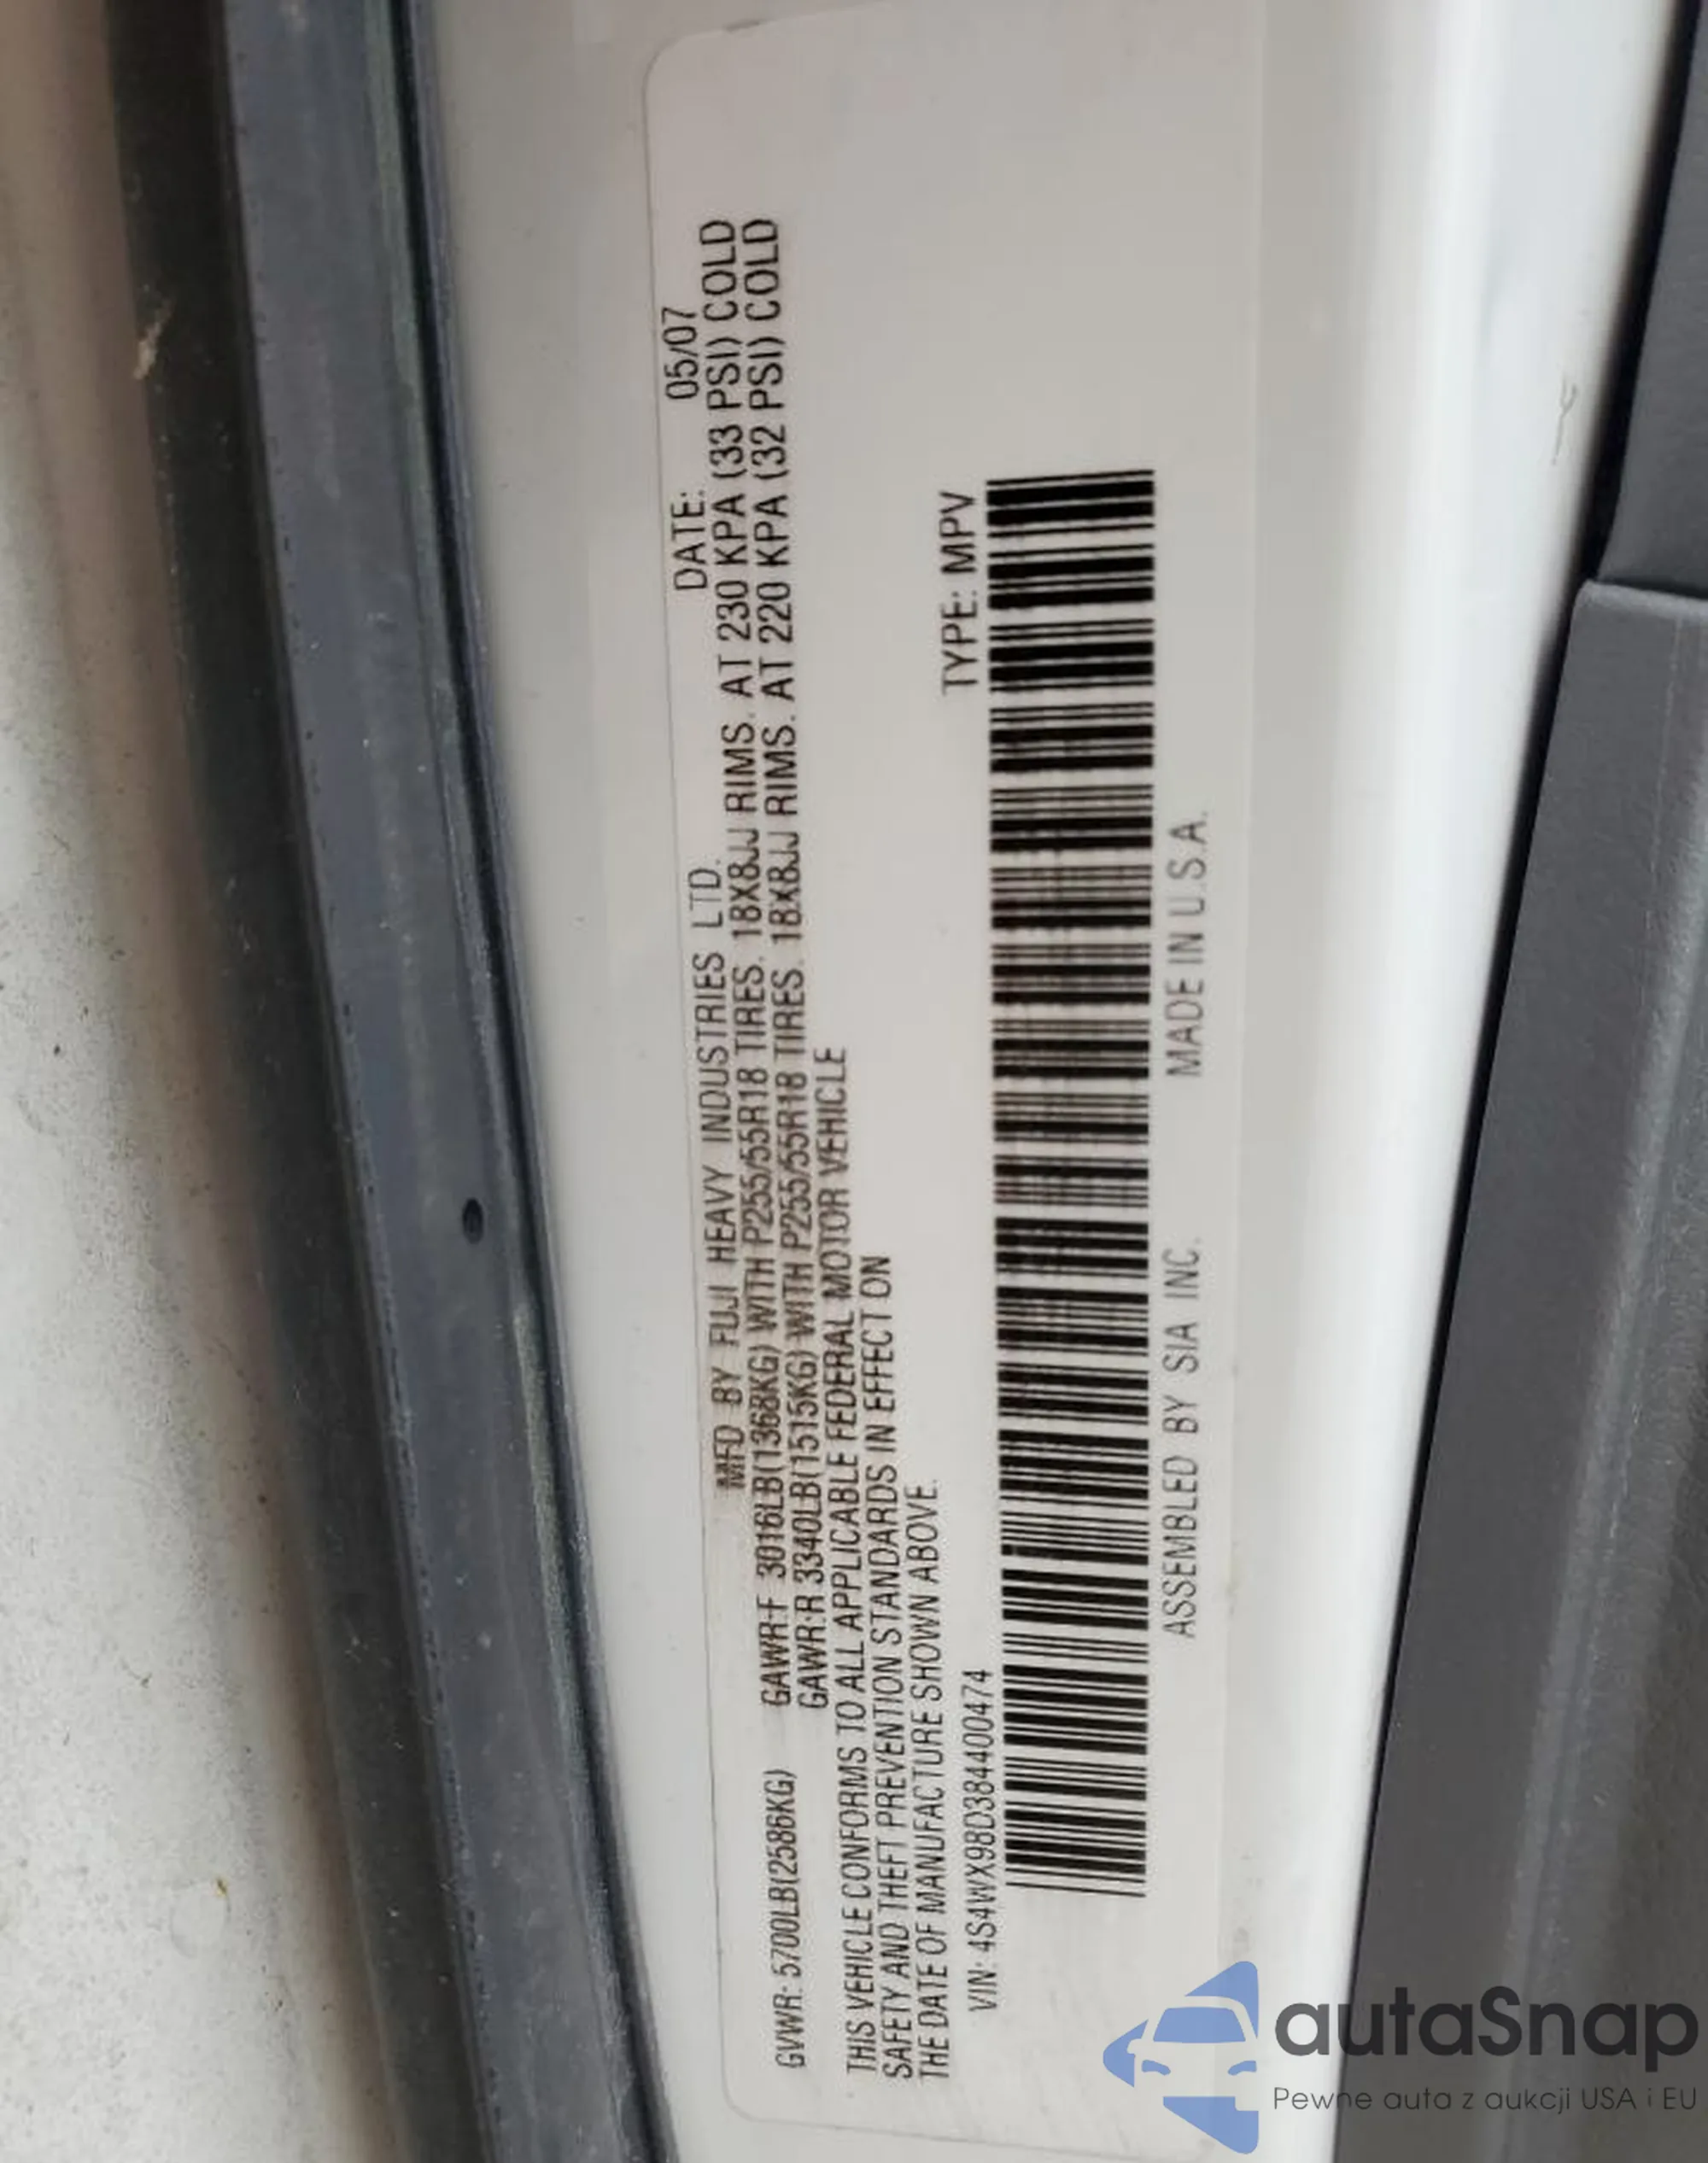 MFD BY FUJI HEAVY INDUSTRIES LTD. DATE: 05/07
GVWR: 5700LB(2586KG) GAWR:F 3016LB(1368KG) WITH P255/55R18 TIRES. 18X8JJ RIMS. AT 230 KPA (33 PSI) COLD
GAWR:R 3340LB(1515KG) WITH P255/55R18 TIRES. 18X8JJ RIMS. AT 220 KPA (32 PSI) COLD
THIS VEHICLE CONFORMS TO ALL APPLICABLE FEDERAL MOTOR VEHICLE
SAFETY AND THEFT PREVENTION STANDARDS IN EFFECT ON
THE DATE OF MANUFACTURE SHOWN ABOVE.
VIN: 4S4WX98D384400474 TYPE: MPV
ASSEMBLED BY SIA INC. MADE IN U.S.A.
autaSnap
Pewne auta z aukcji USA i EU